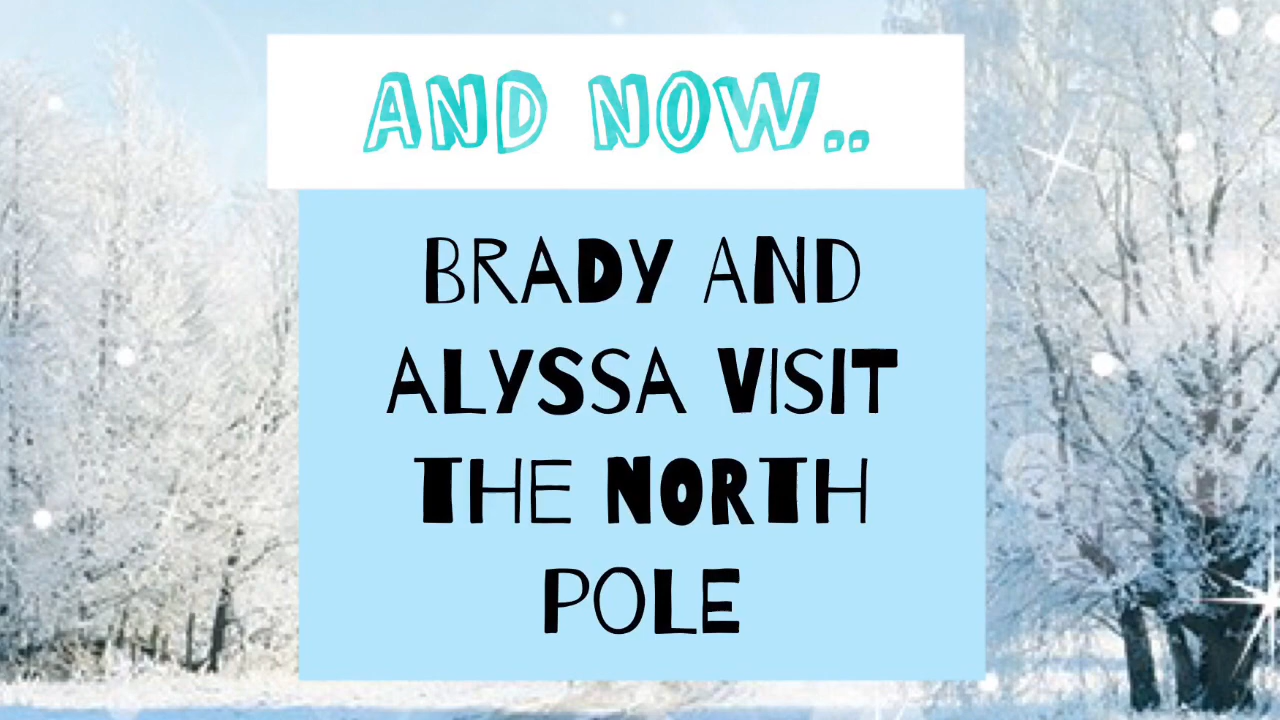 AND NOW..
BRADY AND
ALYSSA VISIT
THE NORTH
POLE